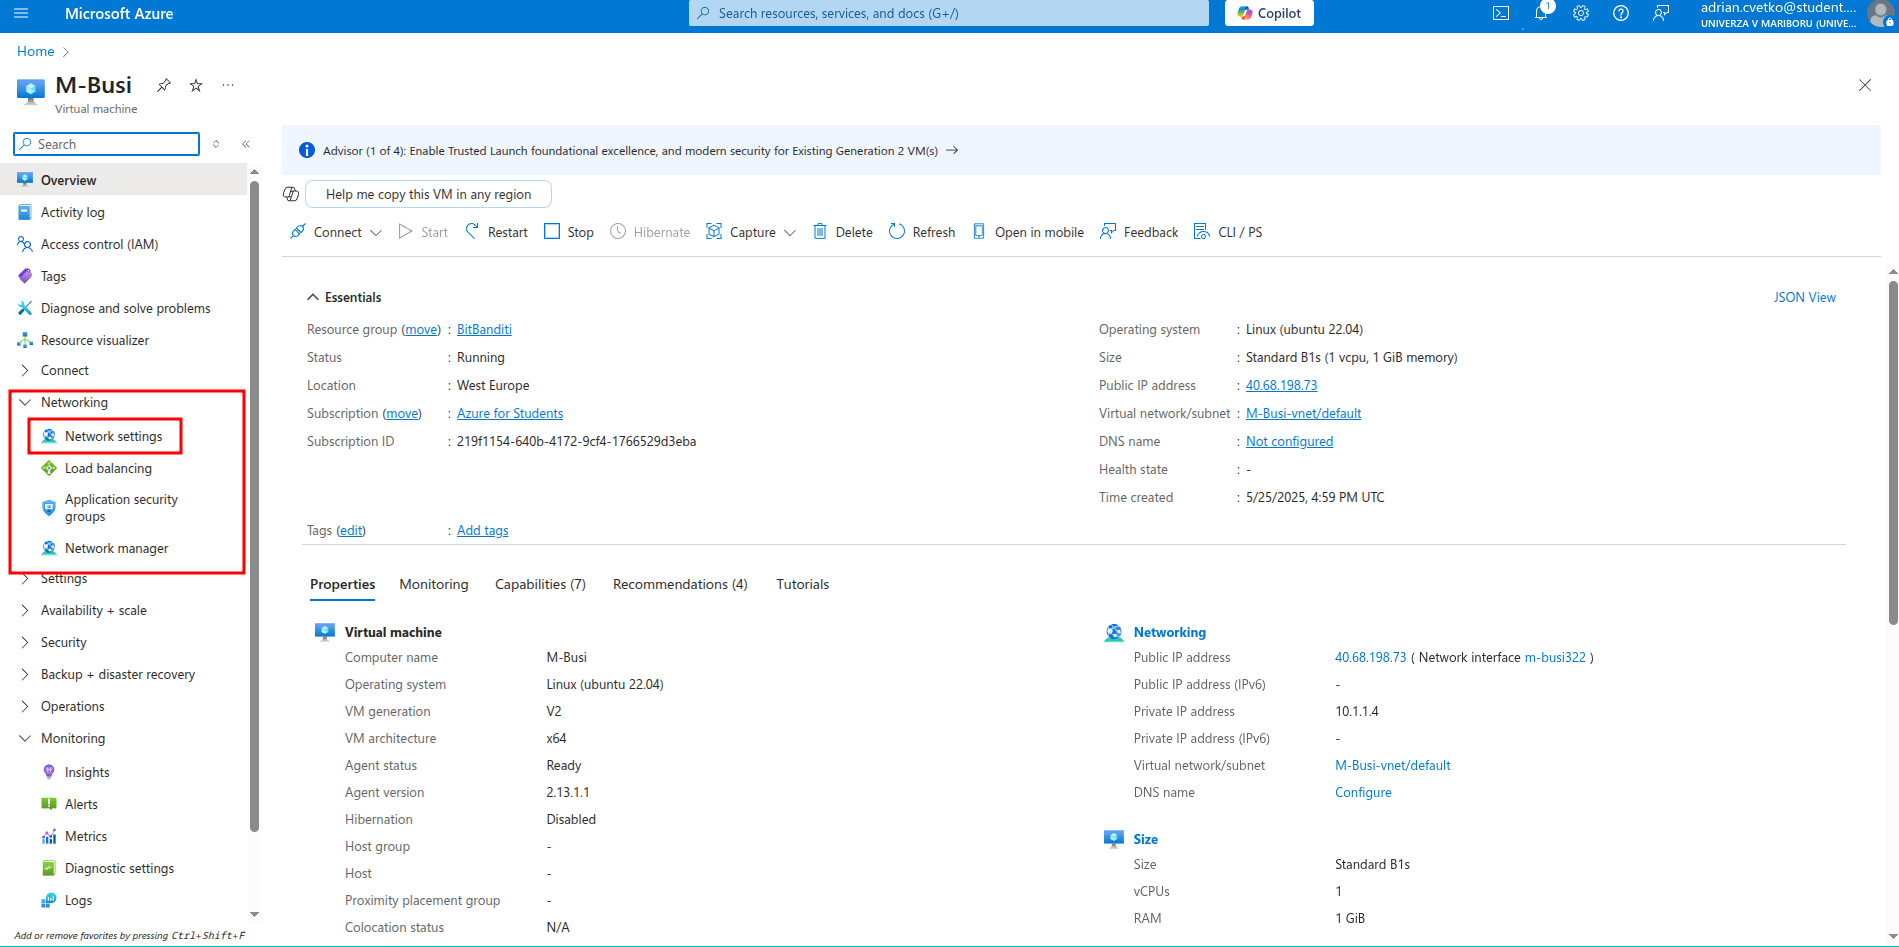 Microsoft Azure
Search resources, services, and docs (G+/)
Copilot
1
adrian.cvetko@student....
UNIVERZA V MARIBORU (UNIVE...
Home
M-Busi
Virtual machine
Search
Overview
Activity log
Access control (IAM)
Tags
Diagnose and solve problems
Resource visualizer
Connect
Networking
Network settings
Load balancing
Application security
groups
Network manager
Settings
Availability + scale
Security
Backup + disaster recovery
Operations
Monitoring
Insights
Alerts
Metrics
Diagnostic settings
Logs
Add or remove favorites by pressing Ctrl+Shift+F
Advisor (1 of 4): Enable Trusted Launch foundational excellence, and modern security for Existing Generation 2 VM(s) →
Help me copy this VM in any region
Connect Start Restart Stop Hibernate Capture Delete Refresh Open in mobile Feedback CLI / PS
Essentials
JSON View
Resource group (move) : BitBanditi
Status : Running
Location : West Europe
Subscription (move) : Azure for Students
Subscription ID : 219f1154-640b-4172-9cf4-1766529d3eba
Operating system : Linux (ubuntu 22.04)
Size : Standard B1s (1 vcpu, 1 GiB memory)
Public IP address : 40.68.198.73
Virtual network/subnet : M-Busi-vnet/default
DNS name : Not configured
Health state : -
Time created : 5/25/2025, 4:59 PM UTC
Tags (edit) : Add tags
Properties Monitoring Capabilities (7) Recommendations (4) Tutorials
Virtual machine
Computer name M-Busi
Operating system Linux (ubuntu 22.04)
VM generation V2
VM architecture x64
Agent status Ready
Agent version 2.13.1.1
Hibernation Disabled
Host group -
Host -
Proximity placement group -
Colocation status N/A
Networking
Public IP address 40.68.198.73 ( Network interface m-busi322 )
Public IP address (IPv6) -
Private IP address 10.1.1.4
Private IP address (IPv6) -
Virtual network/subnet M-Busi-vnet/default
DNS name Configure
Size
Size Standard B1s
vCPUs 1
RAM 1 GiB